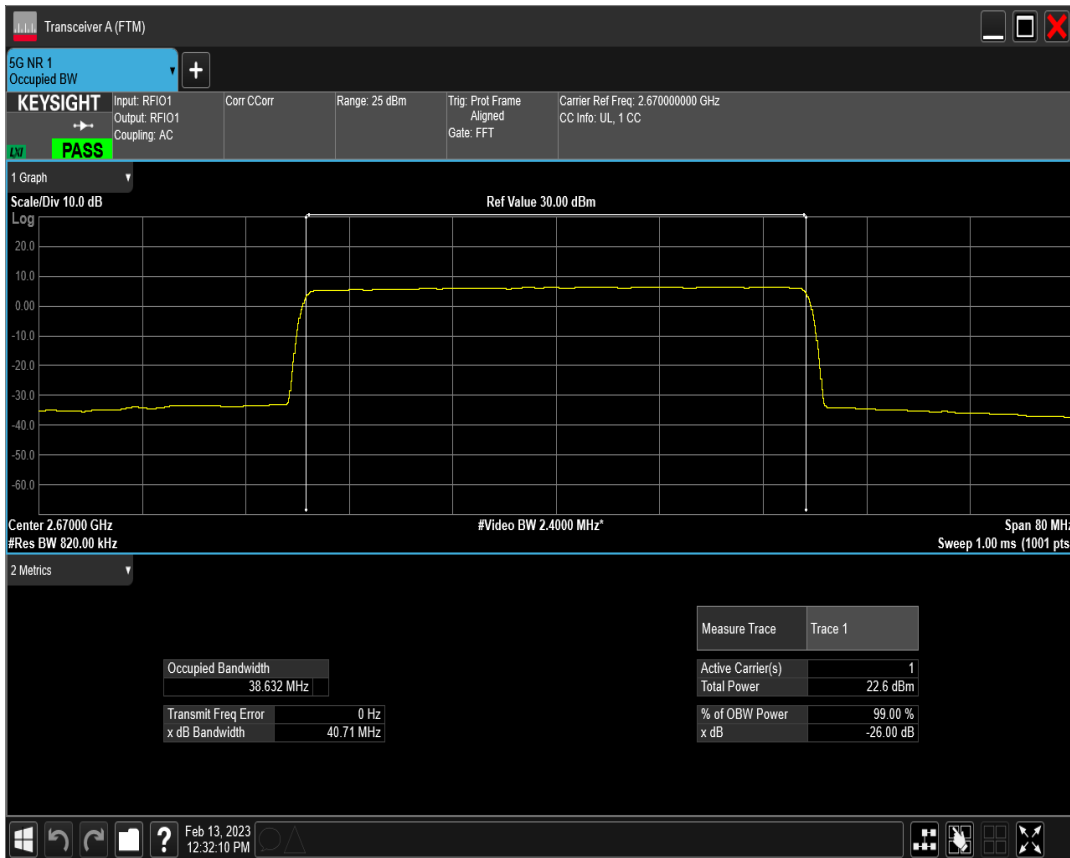 Transceiver A (FTM)
5G NR 1
Occupied BW
+
KEYSIGHT
LXI
PASS
Input: RFIO1
Output: RFIO1
Coupling: AC
Corr CCorr
Range: 25 dBm
Trig: Prot Frame
Aligned
Gate: FFT
Carrier Ref Freq: 2.670000000 GHz
CC Info: UL, 1 CC
1 Graph
Scale/Div 10.0 dB
Ref Value 30.00 dBm
Log
20.0
10.0
0.00
-10.0
-20.0
-30.0
-40.0
-50.0
-60.0
Center 2.67000 GHz
#Video BW 2.4000 MHz*
Span 80 MHz
#Res BW 820.00 kHz
Sweep 1.00 ms (1001 pts
2 Metrics
Measure Trace Trace 1
Occupied Bandwidth
38.632 MHz
Active Carrier(s) 1
Total Power 22.6 dBm
Transmit Freq Error 0 Hz
x dB Bandwidth 40.71 MHz
% of OBW Power 99.00 %
x dB -26.00 dB
?
Feb 13, 2023
12:32:10 PM